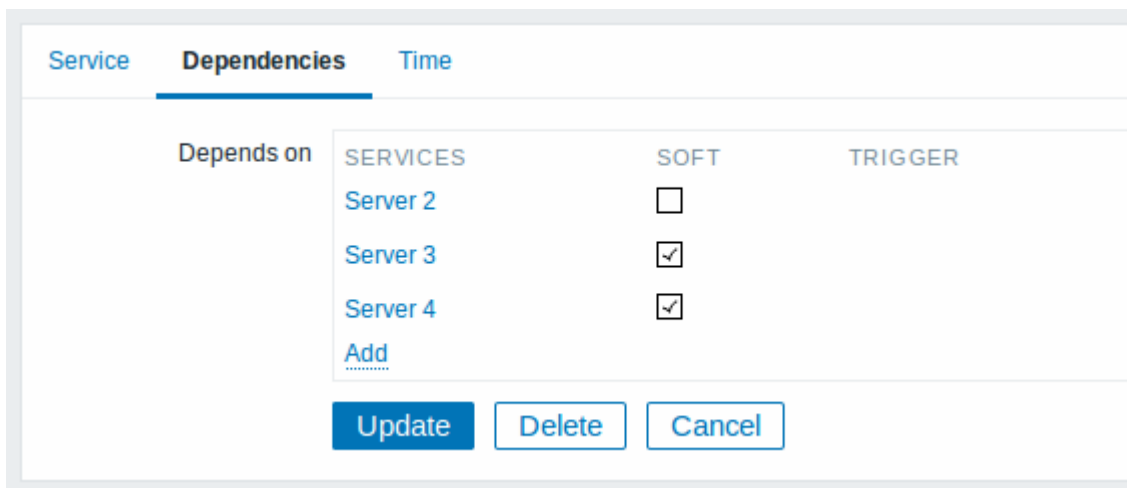 Service Dependencies Time
Depends on SERVICES SOFT TRIGGER
Server 2
Server 3
Server 4
Add
Update Delete Cancel